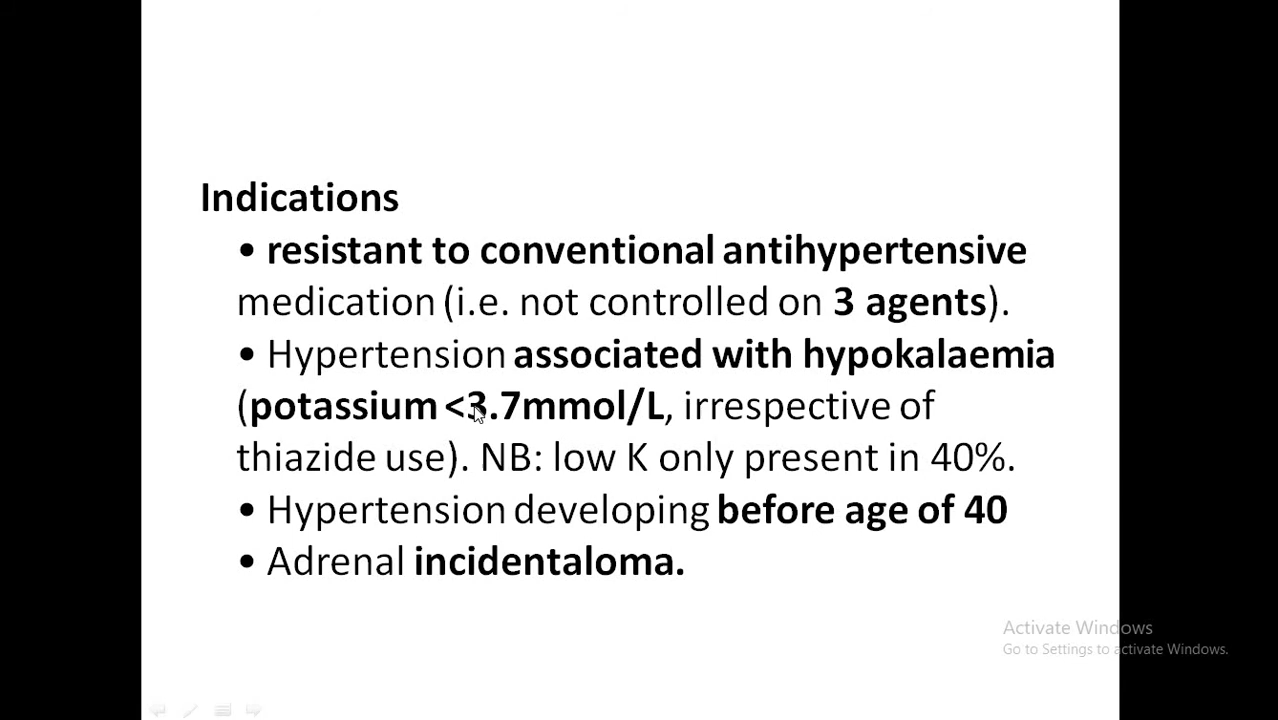 Indications
• resistant to conventional antihypertensive
medication (i.e. not controlled on 3 agents).
• Hypertension associated with hypokalaemia
(potassium <3.7mmol/L, irrespective of
thiazide use). NB: low K only present in 40%.
• Hypertension developing before age of 40
• Adrenal incidentaloma.
Activate Windows
Go to Settings to activate Windows.